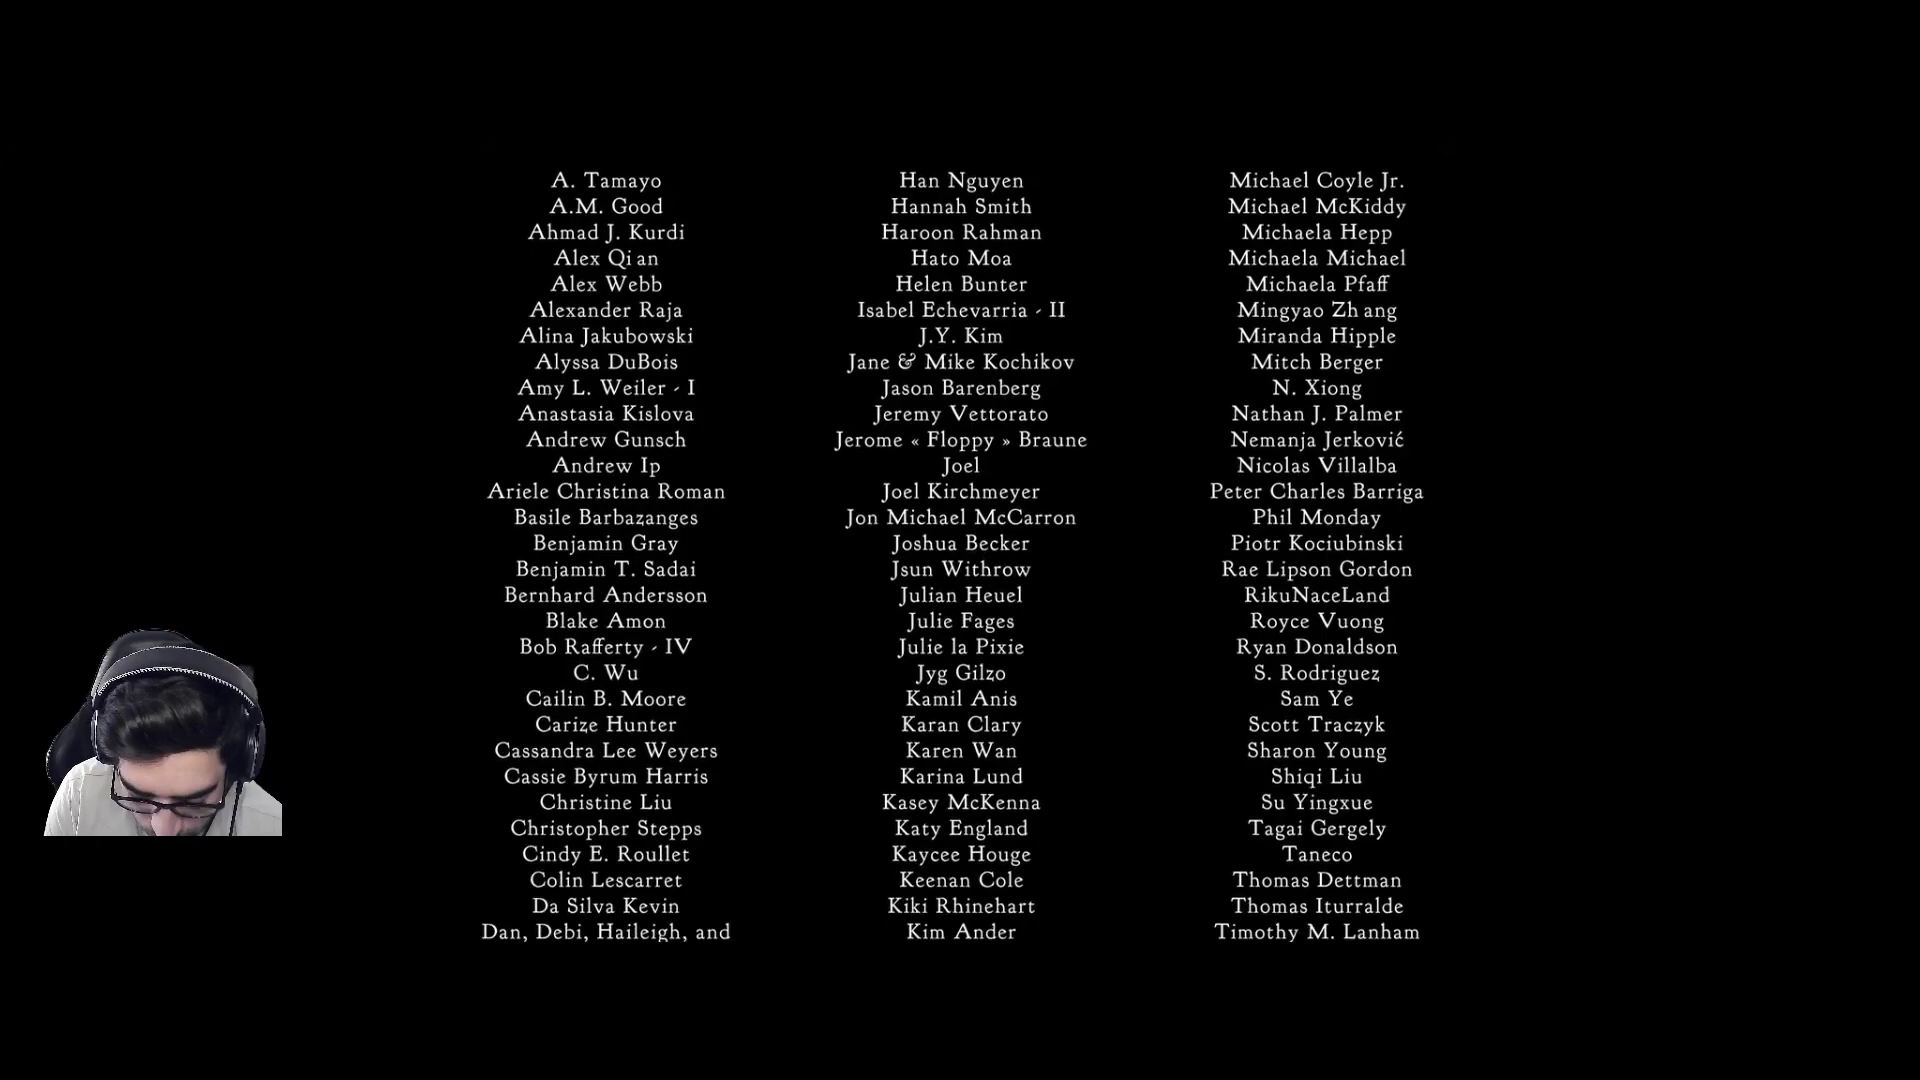 A. Tamayo
A.M. Good
Ahmad J. Kurdi
Alex Qi an
Alex Webb
Alexander Raja
Alina Jakubowski
Alyssa DuBois
Amy L. Weiler - I
Anastasia Kislova
Andrew Gunsch
Andrew Ip
Ariele Christina Roman
Basile Barbazanges
Benjamin Gray
Benjamin T. Sadai
Bernhard Andersson
Blake Amon
Bob Rafferty - IV
C. Wu
Cailin B. Moore
Carize Hunter
Cassandra Lee Weyers
Cassie Byrum Harris
Christine Liu
Christopher Stepps
Cindy E. Roullet
Colin Lescarret
Da Silva Kevin
Dan, Debi, Haileigh, and
Han Nguyen
Hannah Smith
Haroon Rahman
Hato Moa
Helen Bunter
Isabel Echevarria - II
J.Y. Kim
Jane & Mike Kochikov
Jason Barenberg
Jeremy Vettorato
Jerome « Floppy » Braune
Joel
Joel Kirchmeyer
Jon Michael McCarron
Joshua Becker
Jsun Withrow
Julian Heuel
Julie Fages
Julie la Pixie
Jyg Gilzo
Kamil Anis
Karan Clary
Karen Wan
Karina Lund
Kasey McKenna
Katy England
Kaycee Houge
Keenan Cole
Kiki Rhinehart
Kim Ander
Michael Coyle Jr.
Michael McKiddy
Michaela Hepp
Michaela Michael
Michaela Pfaff
Mingyao Zh ang
Miranda Hipple
Mitch Berger
N. Xiong
Nathan J. Palmer
Nemanja Jerković
Nicolas Villalba
Peter Charles Barriga
Phil Monday
Piotr Kociubinski
Rae Lipson Gordon
RikuNaceLand
Royce Vuong
Ryan Donaldson
S. Rodriguez
Sam Ye
Scott Traczyk
Sharon Young
Shiqi Liu
Su Yingxue
Tagai Gergely
Taneco
Thomas Dettman
Thomas Iturralde
Timothy M. Lanham